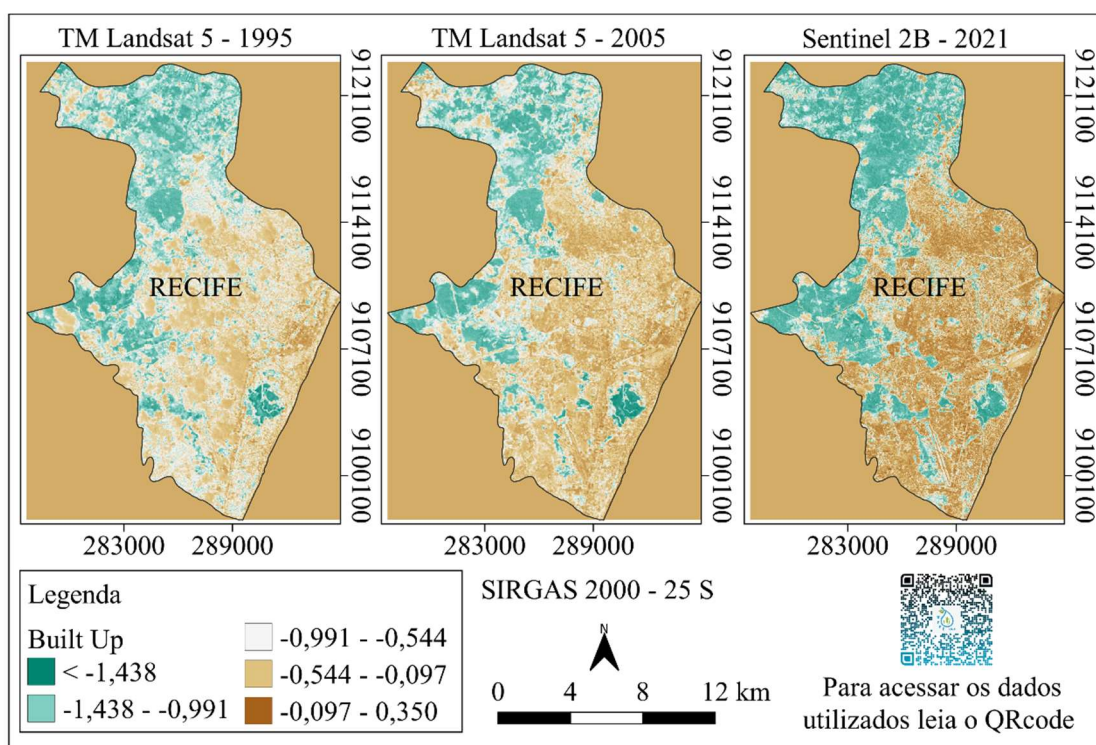 TM Landsat 5 - 1995
TM Landsat 5 - 2005
Sentinel 2B - 2021
9121100
9114100
9107100
9100100
9121100
9114100
9107100
9100100
9121100
9114100
9107100
9100100
RECIFE
RECIFE
RECIFE
283000
289000
283000
289000
283000
289000
Legenda
Built Up
< -1,438
-1,438 - -0,991
-0,991 - -0,544
-0,544 - -0,097
-0,097 - 0,350
SIRGAS 2000 - 25 S
N
0 4 8 12 km
Para acessar os dados
utilizados leia o QRcode